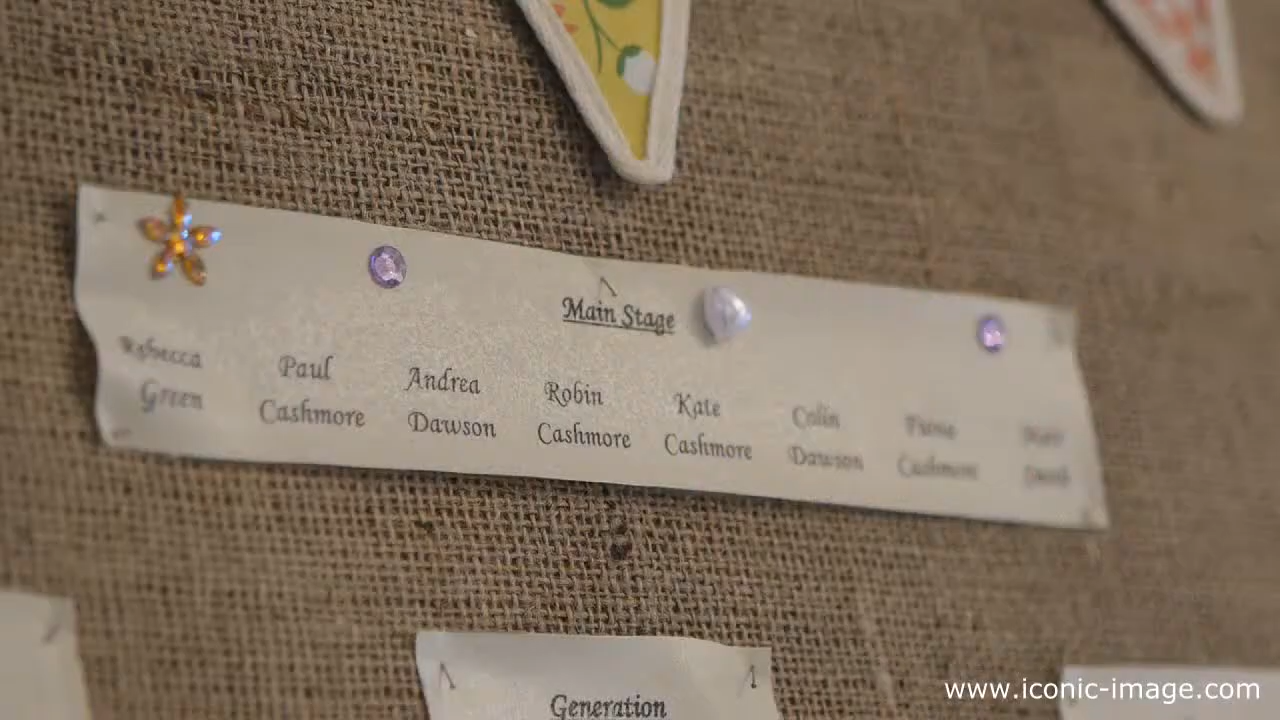 Main Stage
Rebecca Paul Andrea Robin Kate Colin
Green Cashmore Dawson Cashmore Cashmore Dawson Cashmore
Generation
www.iconic-image.com